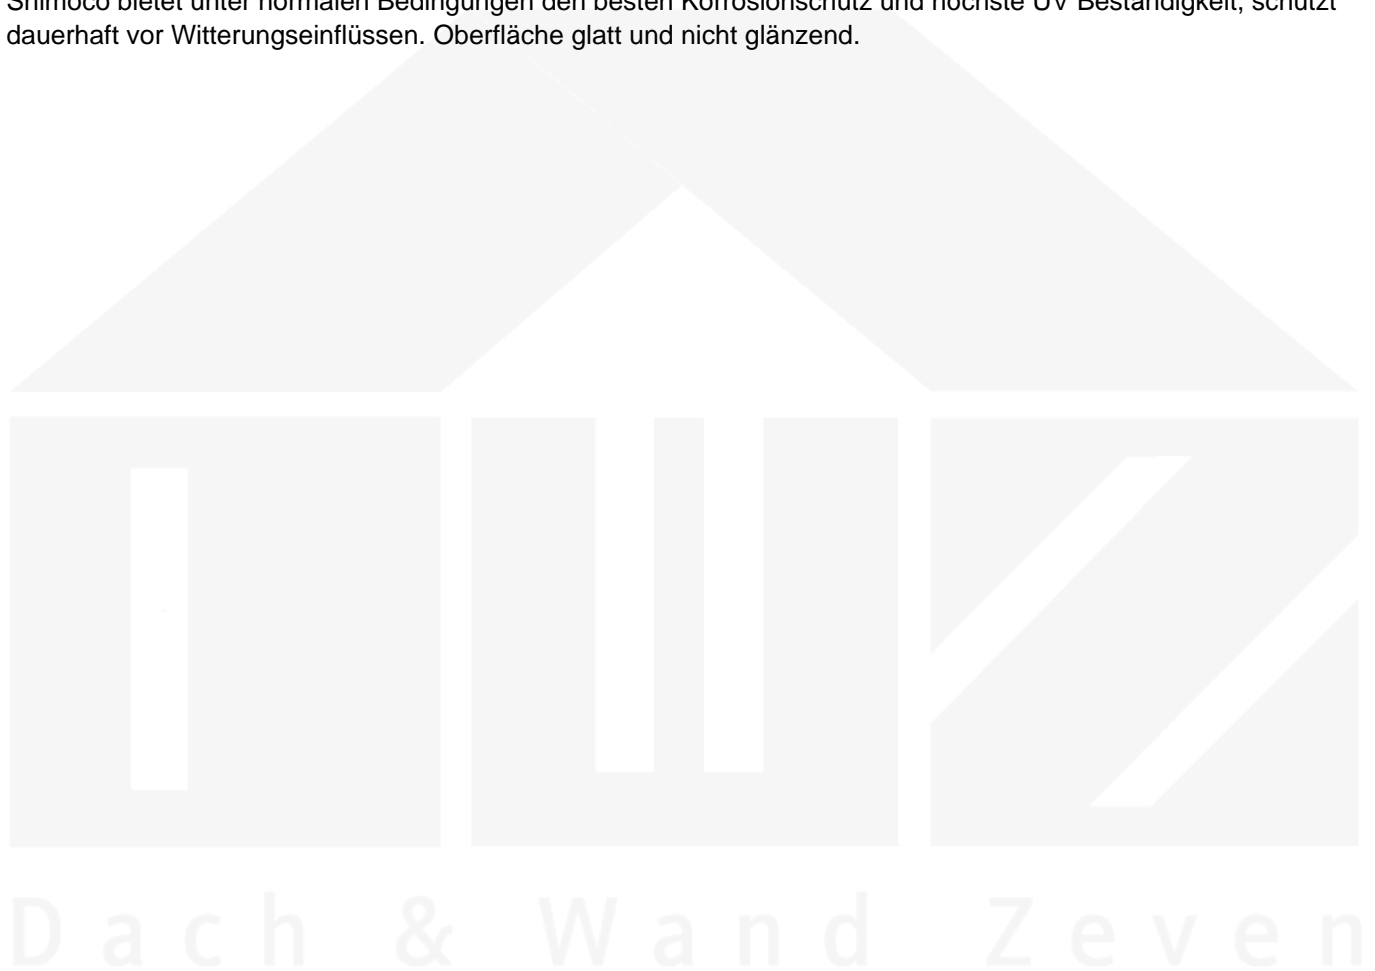 Shimoco bietet unter normalen Bedingungen den besten Korrosionschutz und höchste UV Beständigkeit, schützt
dauerhaft vor Witterungseinflüssen. Oberfläche glatt und nicht glänzend.
Dach & Wand Zeven